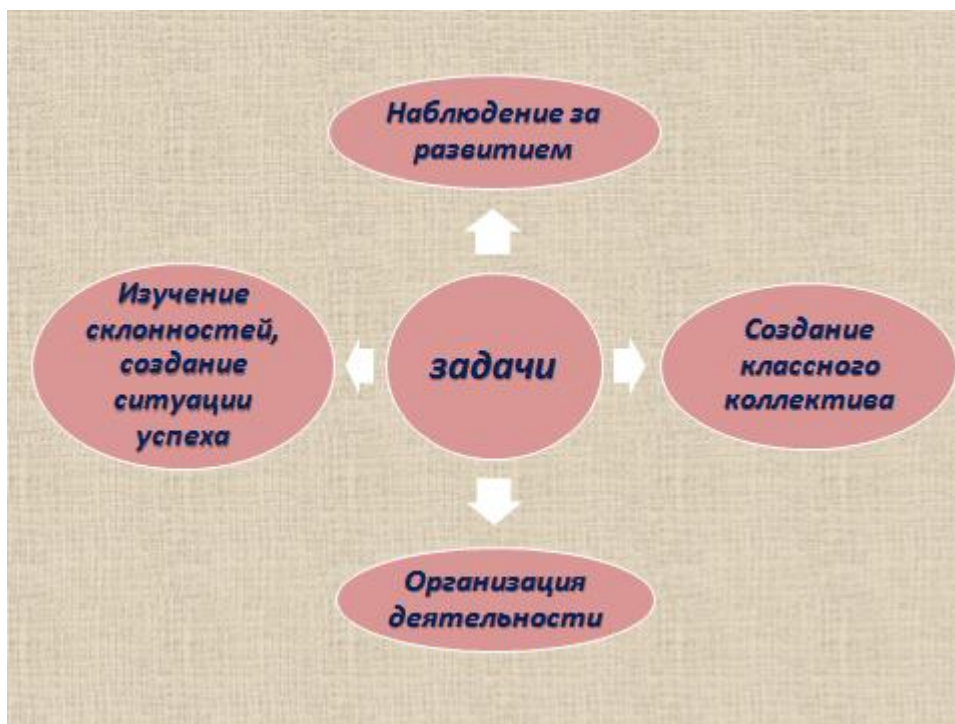 Наблюдение за
развитием
Изучение
склонностей,
создание
ситуации
успеха
задачи
Создание
классного
коллектива
Организация
деятельности